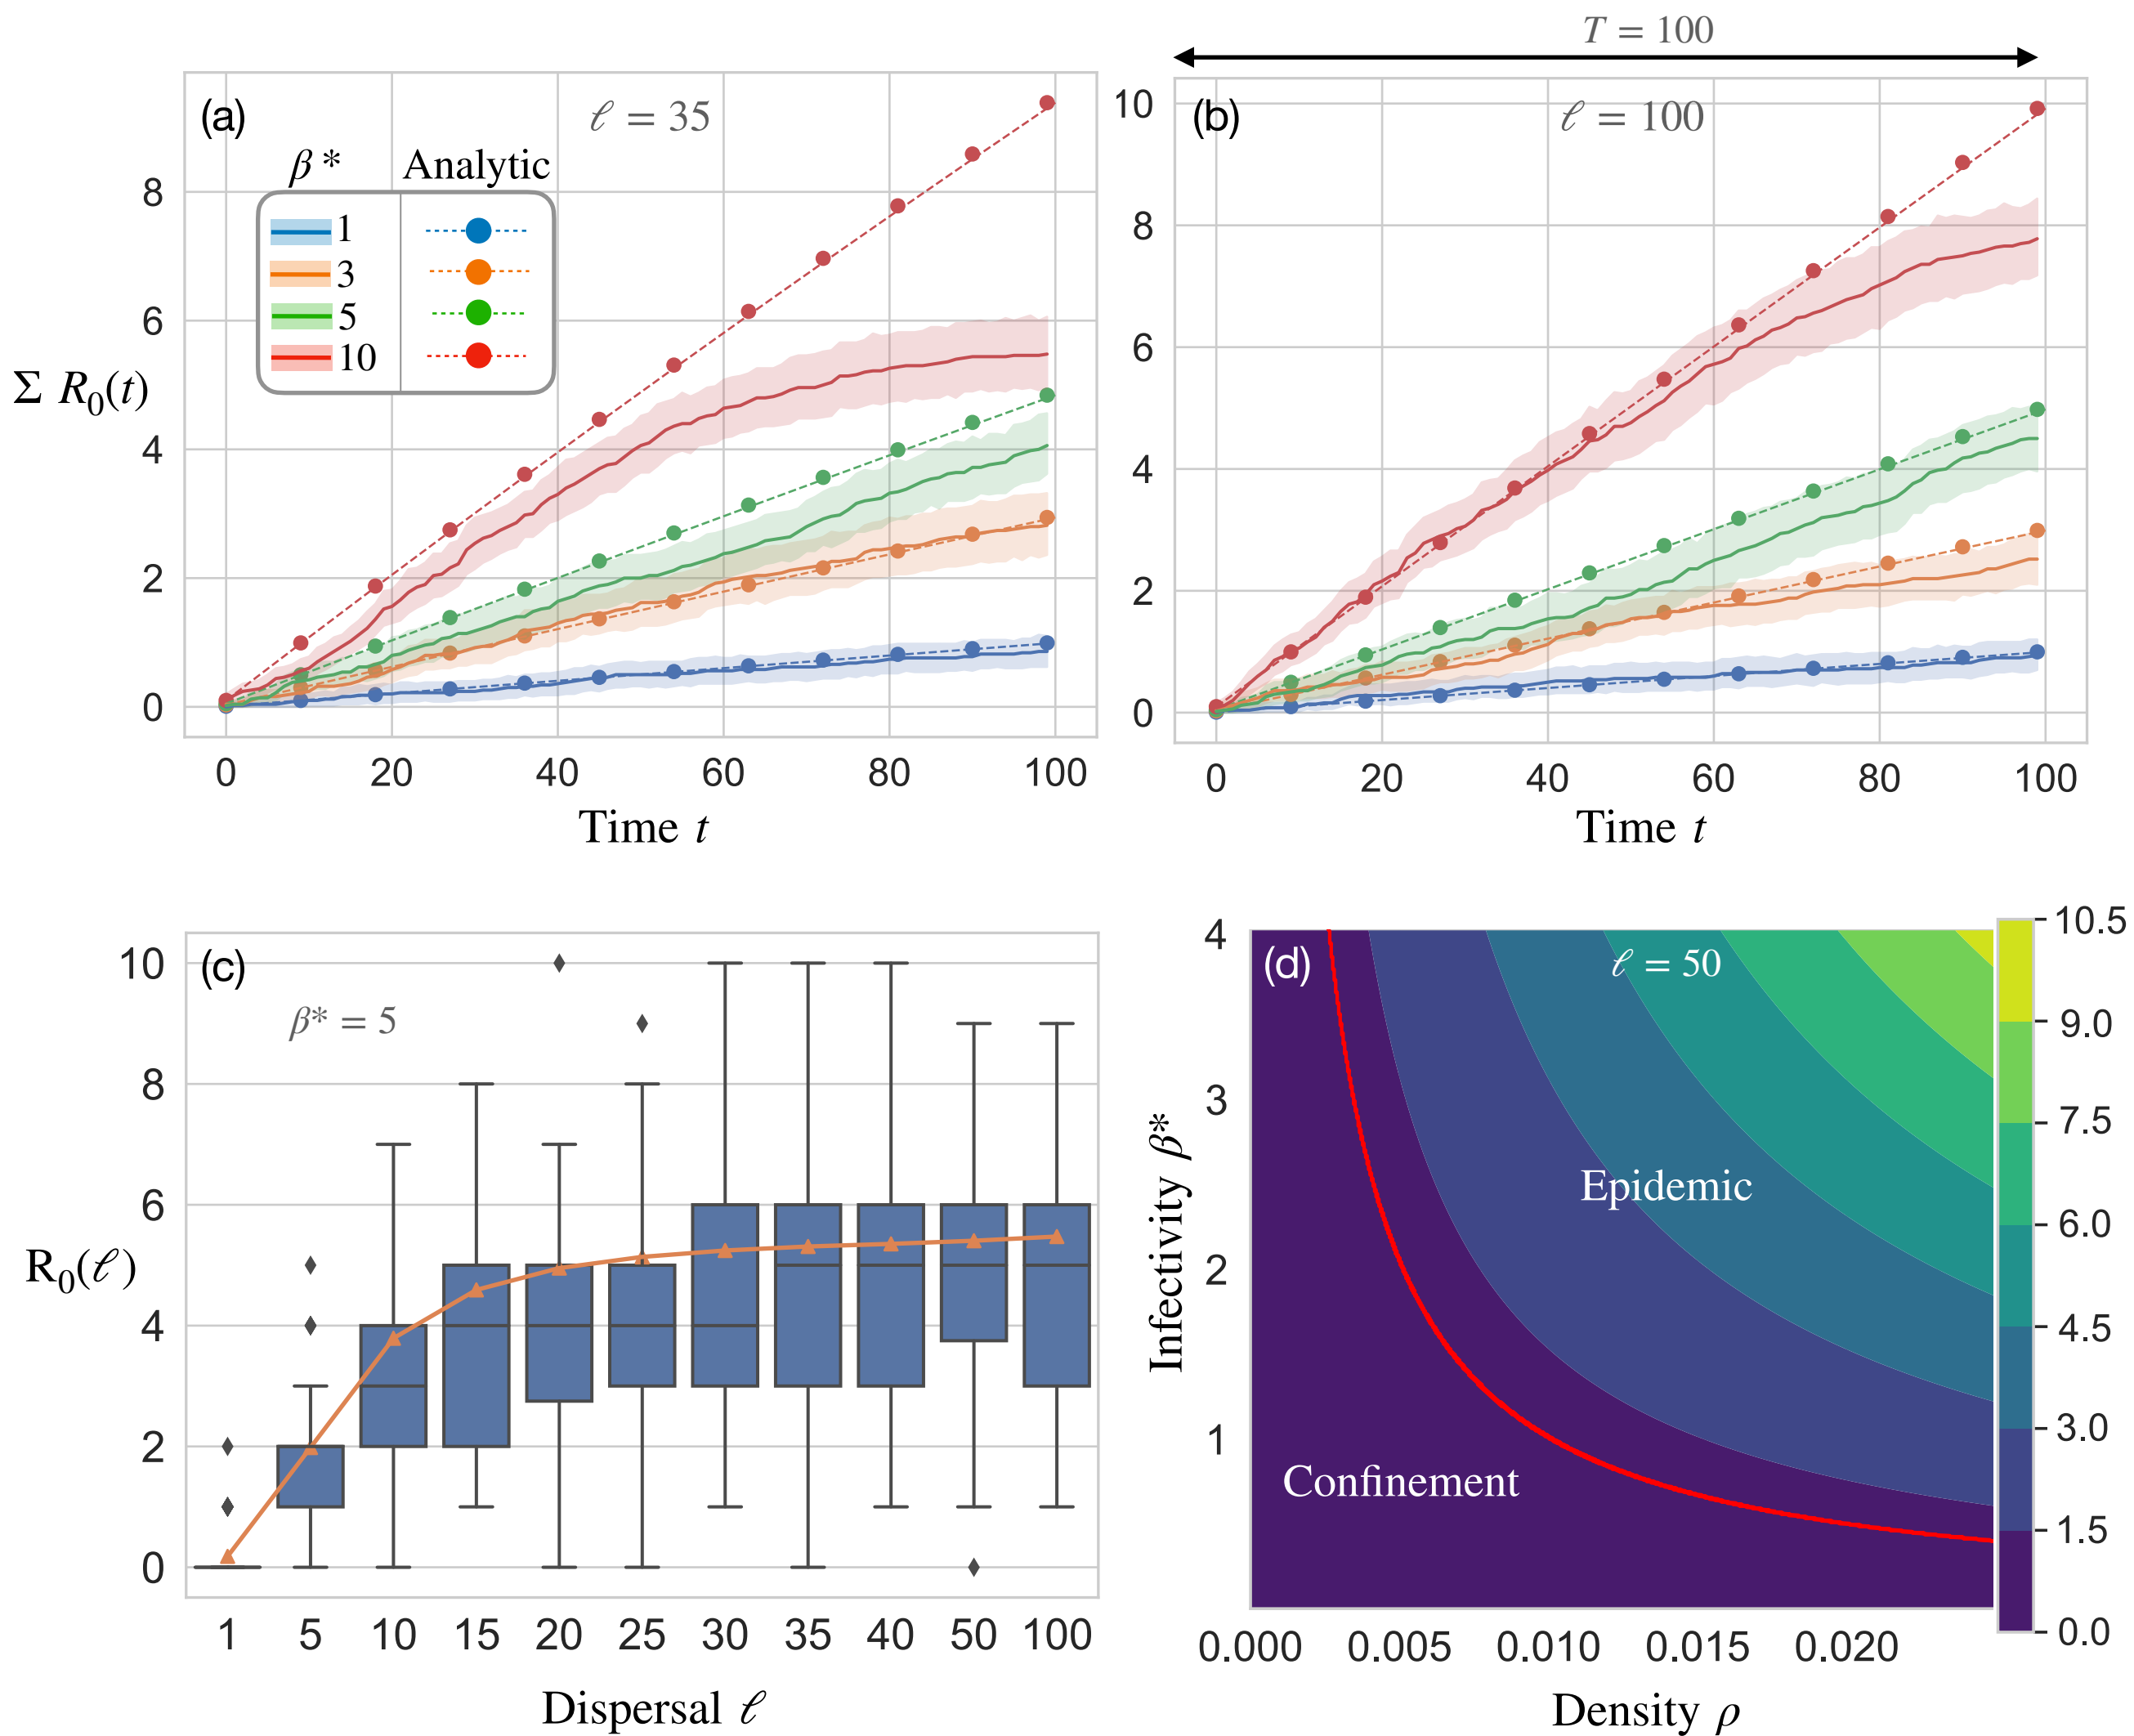 T = 100
(a)
ℓ = 35
β* Analytic
1
3
5
10
Σ R₀(t)
8
6
4
2
0
0 20 40 60 80 100
Time t
(b)
ℓ = 100
10
8
6
4
2
0
0 20 40 60 80 100
Time t
(c)
β* = 5
R₀(ℓ)
10
8
6
4
2
0
1 5 10 15 20 25 30 35 40 50 100
Dispersal ℓ
(d)
ℓ = 50
Epidemic
Confinement
Infectivity β*
4
3
2
1
0.000 0.005 0.010 0.015 0.020
Density ρ
10.5
9.0
7.5
6.0
4.5
3.0
1.5
0.0